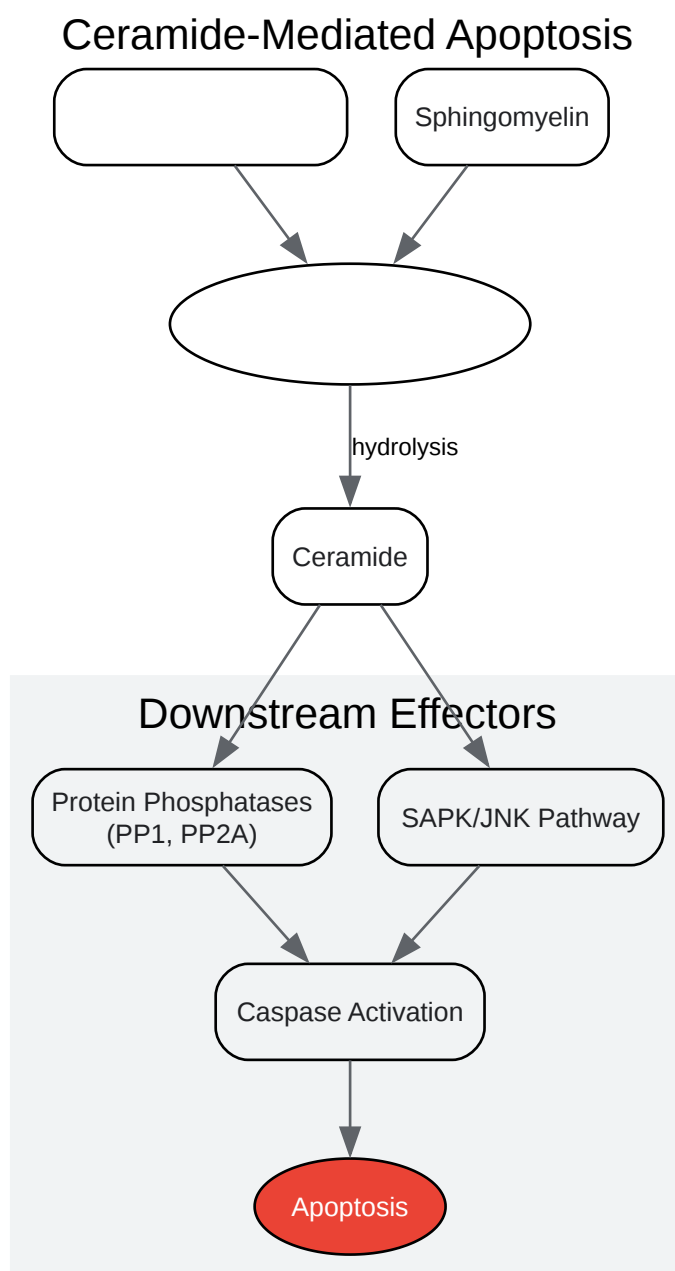 Ceramide-Mediated Apoptosis
Sphingomyelin
hydrolysis
Ceramide
Downstream Effectors
Protein Phosphatases
(PP1, PP2A)
SAPK/JNK Pathway
Caspase Activation
Apoptosis